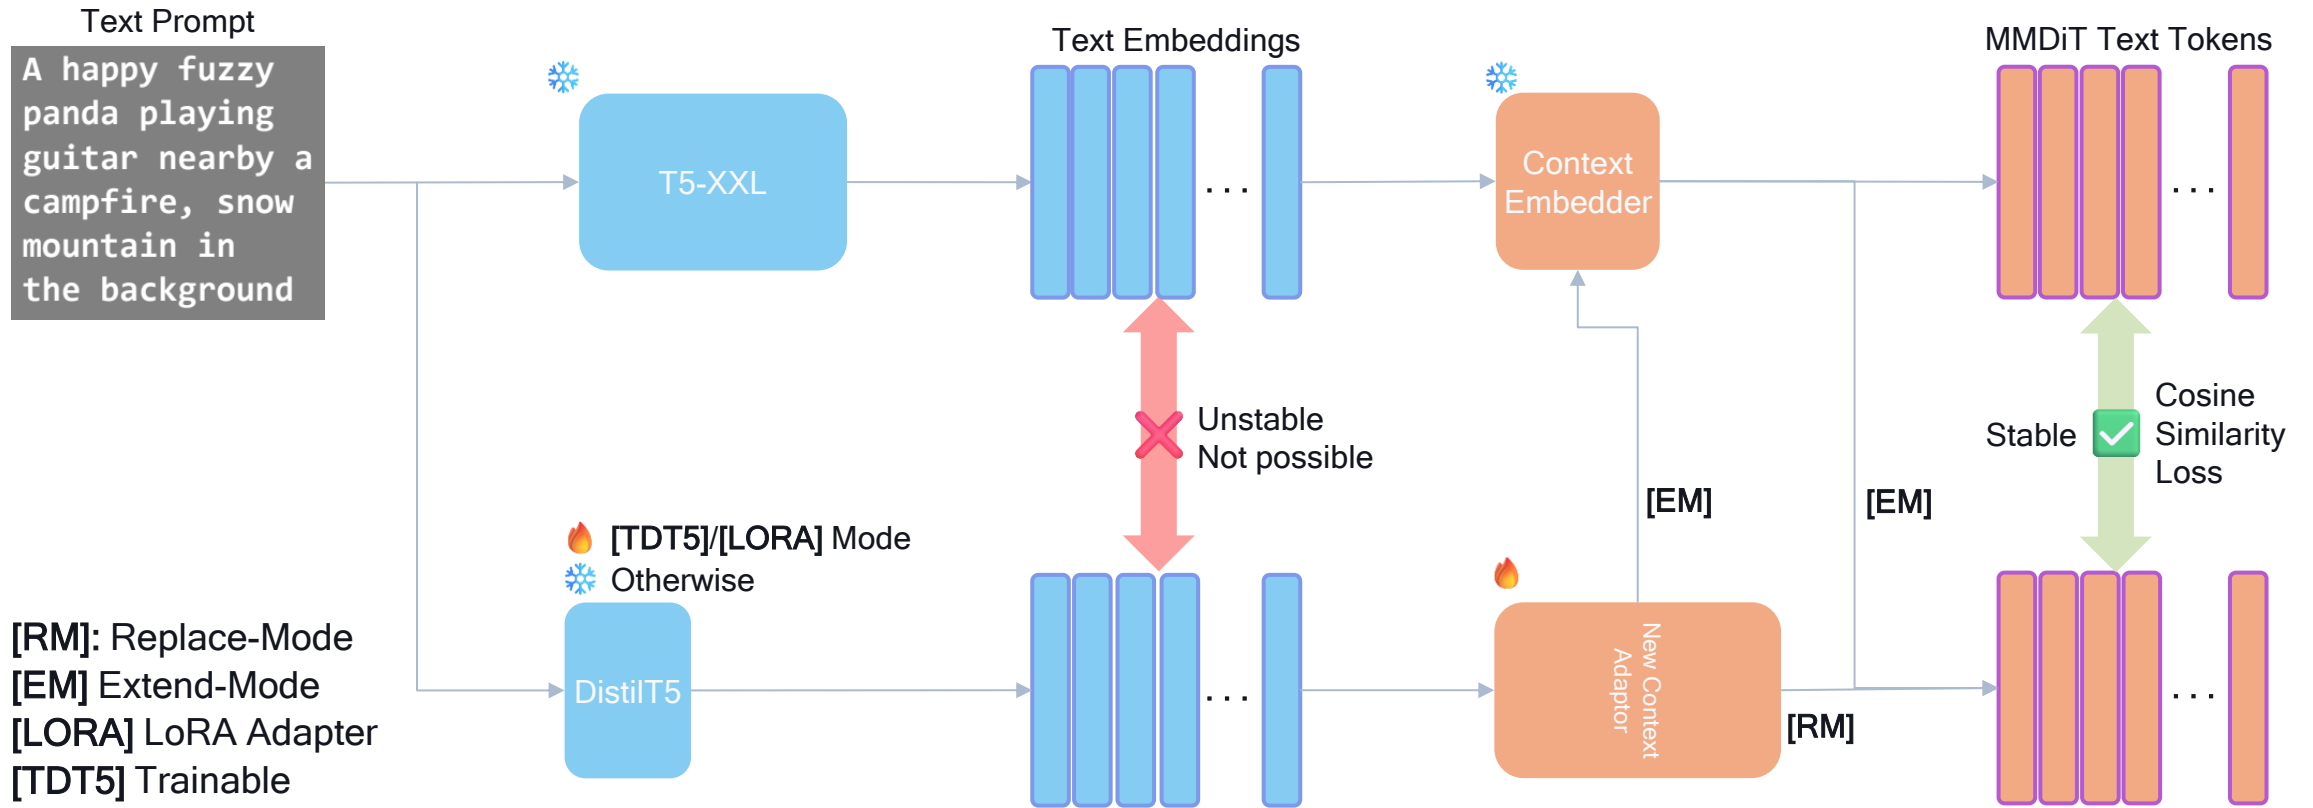 Text Prompt
A happy fuzzy
panda playing
guitar nearby a
campfire, snow
mountain in
the background
T5-XXL
Text Embeddings
. . .
Context
Embedder
MMDiT Text Tokens
. . .
Unstable
Not possible
Stable
Cosine
Similarity
Loss
[EM]
[EM]
[TDT5]/[LORA] Mode
Otherwise
DistilT5
. . .
New Context
Adaptor
[RM]
. . .
[RM]: Replace-Mode
[EM] Extend-Mode
[LORA] LoRA Adapter
[TDT5] Trainable